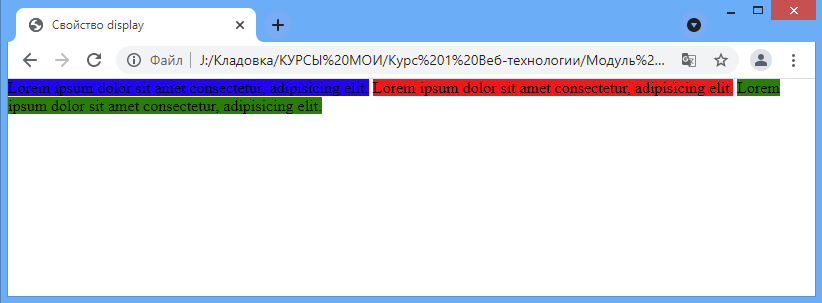 Свойство display
Файл J:/Кладовка/КУРСЫ%20МОИ/Курс%201%20Веб-технологии/Модуль%2...
Lorem ipsum dolor sit amet consectetur, adipisicing elit. Lorem ipsum dolor sit amet consectetur, adipisicing elit. Lorem
ipsum dolor sit amet consectetur, adipisicing elit.